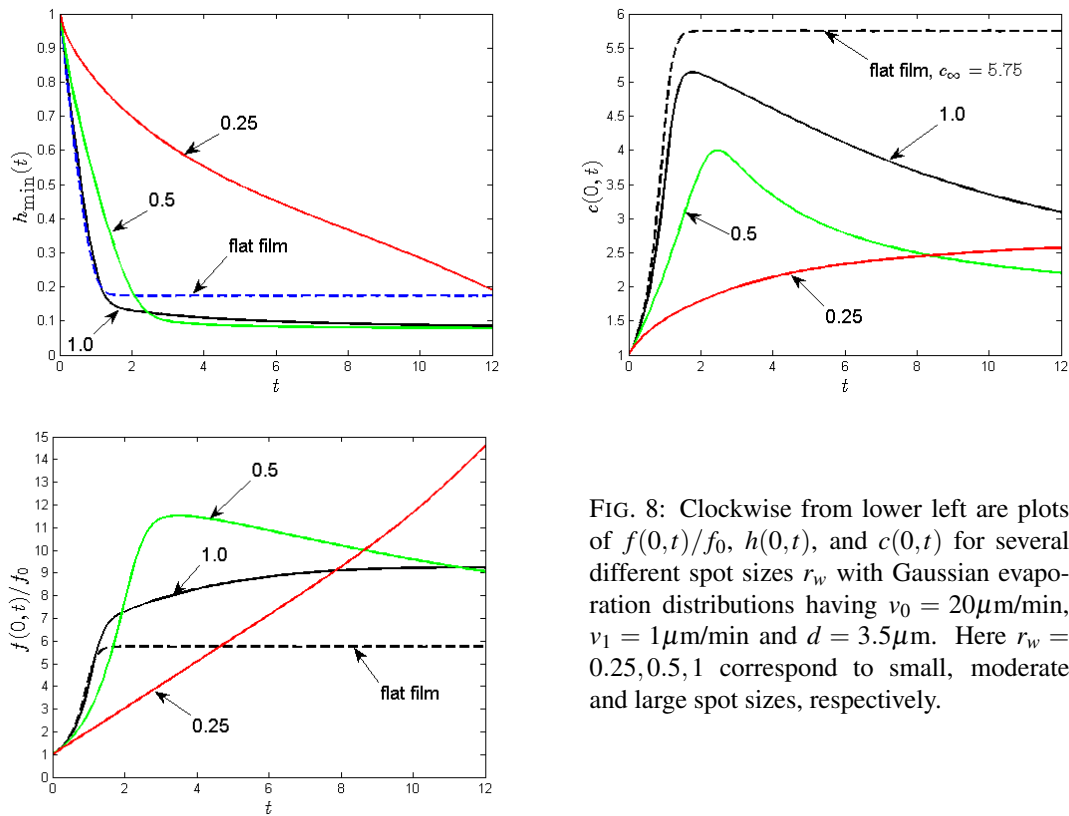 1
0.9
0.8
0.7
0.6
0.5
0.4
0.3
0.2
0.1
0
h_min(t)
0.25
0.5
flat film
1.0
0 2 4 6 8 10 12
t
6
5.5
5
4.5
4
3.5
3
2.5
2
1.5
1
c(0,t)
flat film, c∞ = 5.75
1.0
0.5
0.25
0 2 4 6 8 10 12
t
15
14
13
12
11
10
9
8
7
6
5
4
3
2
1
0
f(0,t)/f₀
0.5
1.0
flat film
0.25
0 2 4 6 8 10 12
t
FIG. 8: Clockwise from lower left are plots
of f(0,t)/f₀, h(0,t), and c(0,t) for several
different spot sizes r_w with Gaussian evapo-
ration distributions having v₀ = 20μm/min,
v₁ = 1μm/min and d = 3.5μm. Here r_w =
0.25,0.5,1 correspond to small, moderate
and large spot sizes, respectively.